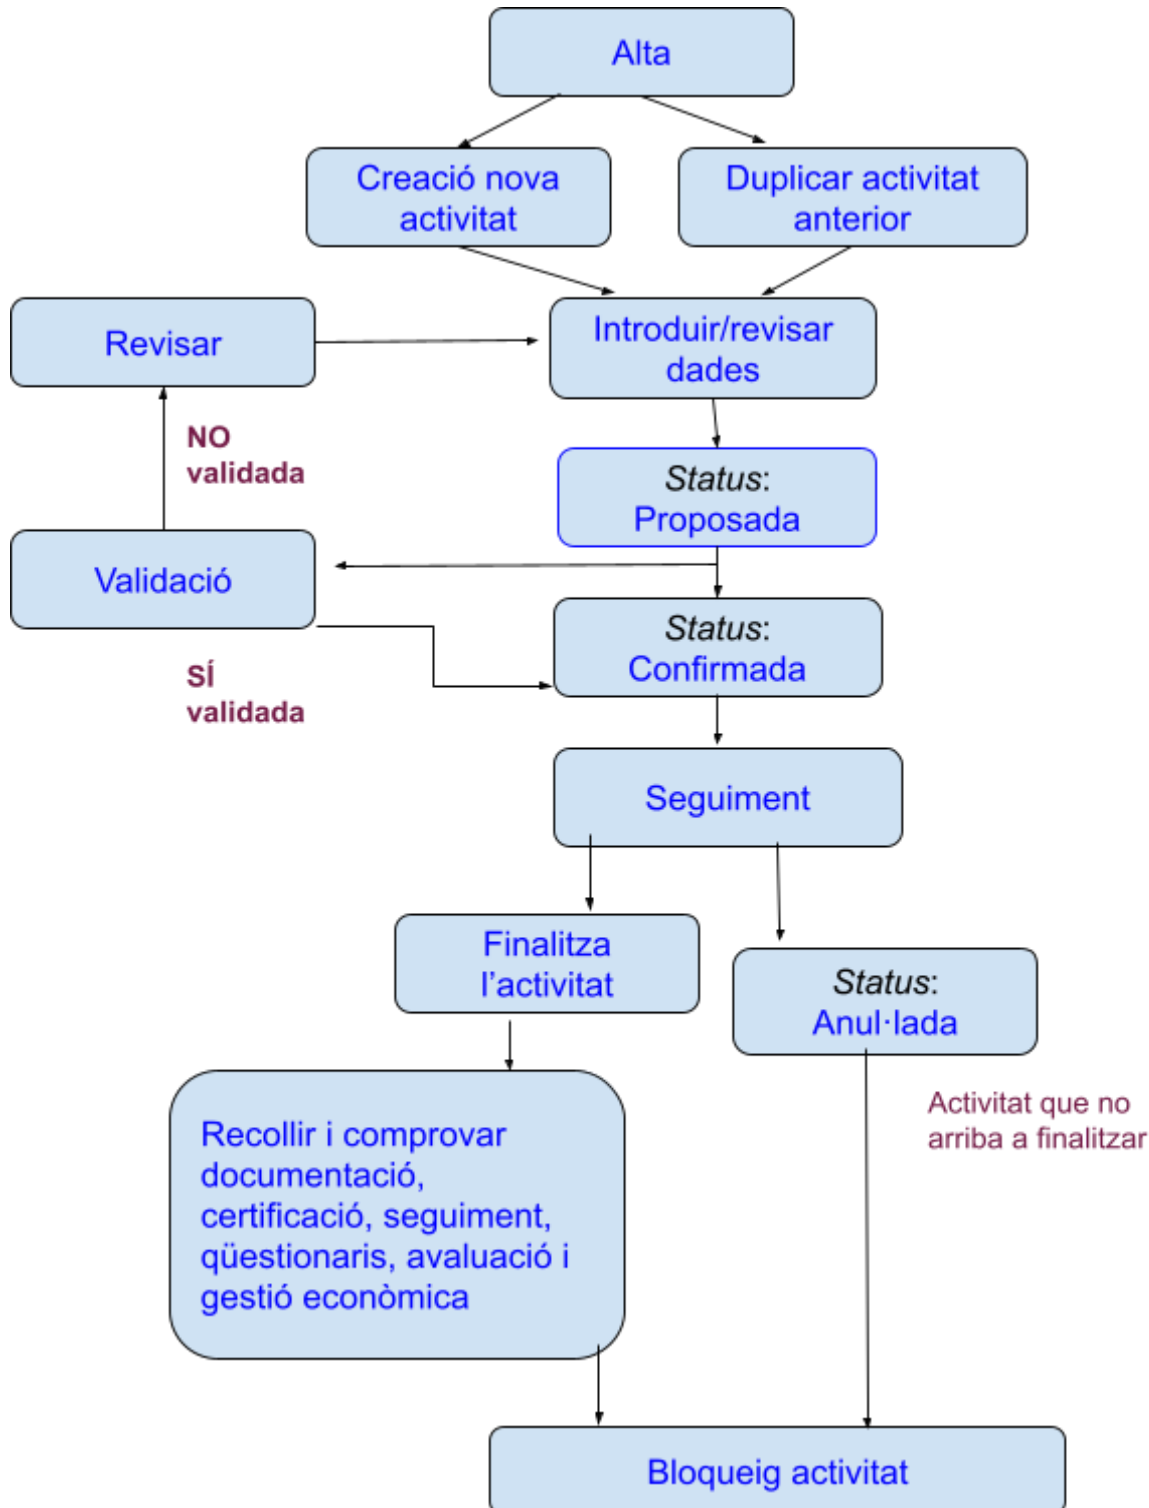 Alta
Creació nova
activitat
Duplicar activitat
anterior
Revisar
Introduir/revisar
dades
NO
validada
Status:
Proposada
Validació
Status:
Confirmada
SÍ
validada
Seguiment
Finalitza
l’activitat
Status:
Anul·lada
Activitat que no
arriba a finalitzar
Recollir i comprovar
documentació,
certificació, seguiment,
qüestionaris, avaluació i
gestió econòmica
Bloqueig activitat